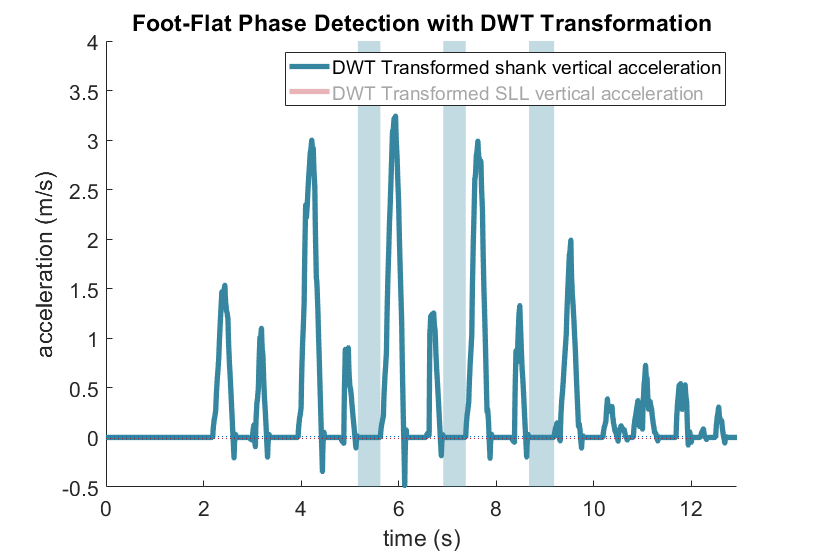 Foot-Flat Phase Detection with DWT Transformation
DWT Transformed shank vertical acceleration
DWT Transformed SLL vertical acceleration
acceleration (m/s)
4
3.5
3
2.5
2
1.5
1
0.5
0
-0.5
0 2 4 6 8 10 12
time (s)